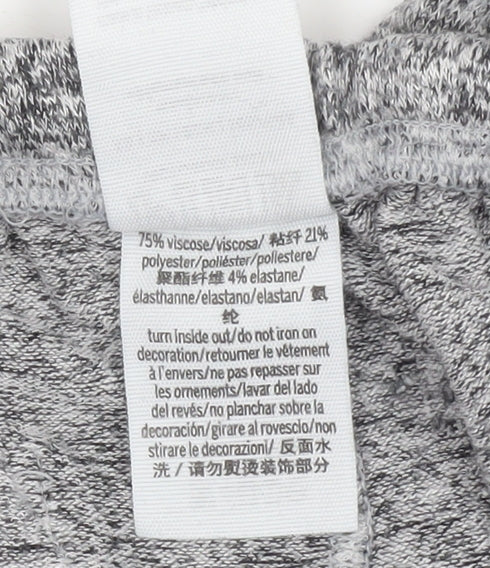 75% viscose/viscosa/ 粘纤 21%
polyester/poliéster/poliestere/
聚酯纤维 4% elastane/
élasthanne/elastano/elastan/ 氨
纶
turn inside out/do not iron on
decoration/retourner le vêtement
à l'envers/ne pas repasser sur
les ornements/lavar del lado
del revés/no planchar sobre la
decoración/girare al rovescio/non
stirare le decorazioni/ 反面水
洗 / 请勿熨烫装饰部分